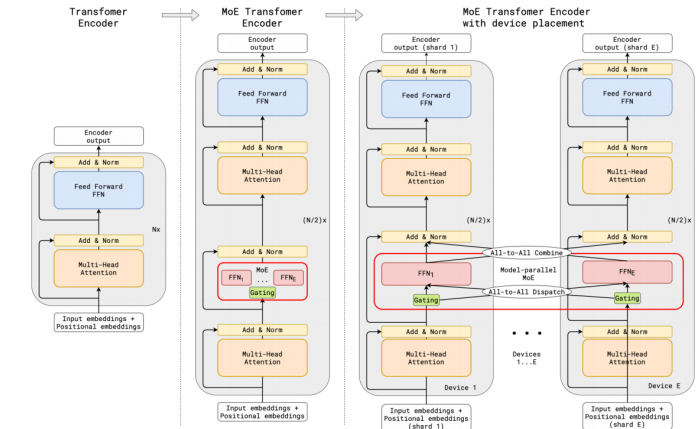 Transfomer
Encoder
Encoder
output
Add & Norm
Feed Forward
FFN
Nx
Add & Norm
Multi-Head
Attention
Input embeddings +
Positional embeddings
MoE Transfomer
Encoder
Encoder
output
Add & Norm
Feed Forward
FFN
Add & Norm
Multi-Head
Attention
(N/2)x
Add & Norm
MoE
FFN1 ... FFNE
Gating
Add & Norm
Multi-Head
Attention
Input embeddings +
Positional embeddings
MoE Transfomer Encoder
with device placement
Encoder
output (shard 1)
Add & Norm
Feed Forward
FFN
Add & Norm
Multi-Head
Attention
(N/2)x
Add & Norm
All-to-All Combine
FFN1
Model-parallel
MoE
All-to-All Dispatch
Gating
Add & Norm
Multi-Head
Attention
Device 1
Input embeddings +
Positional embeddings
(shard 1)
• • •
Devices
1...E
Encoder
output (shard E)
Add & Norm
Feed Forward
FFN
Add & Norm
Multi-Head
Attention
(N/2)x
Add & Norm
FFNE
Gating
Add & Norm
Multi-Head
Attention
Device E
Input embeddings +
Positional embeddings
(shard E)